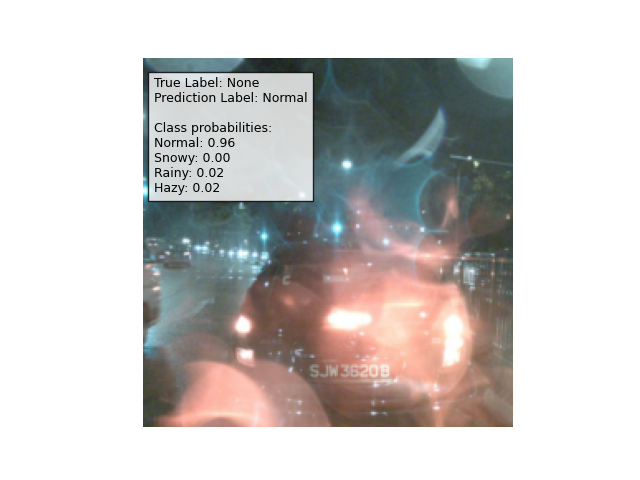 True Label: None
Prediction Label: Normal
Class probabilities:
Normal: 0.96
Snowy: 0.00
Rainy: 0.02
Hazy: 0.02
SJW3620B